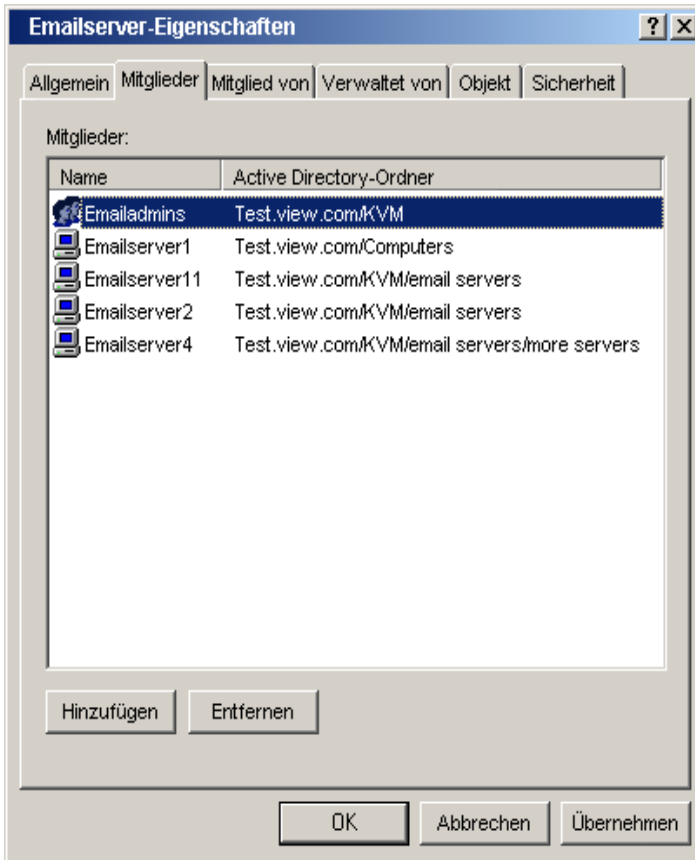 Emailserver-Eigenschaften
Allgemein Mitglieder Mitglied von Verwaltet von Objekt Sicherheit
Mitglieder:
Name Active Directory-Ordner
Emailadmins Test.view.com/KVM
Emailserver1 Test.view.com/Computers
Emailserver11 Test.view.com/KVM/email servers
Emailserver2 Test.view.com/KVM/email servers
Emailserver4 Test.view.com/KVM/email servers/more servers
Hinzufügen Entfernen
OK Abbrechen Übernehmen